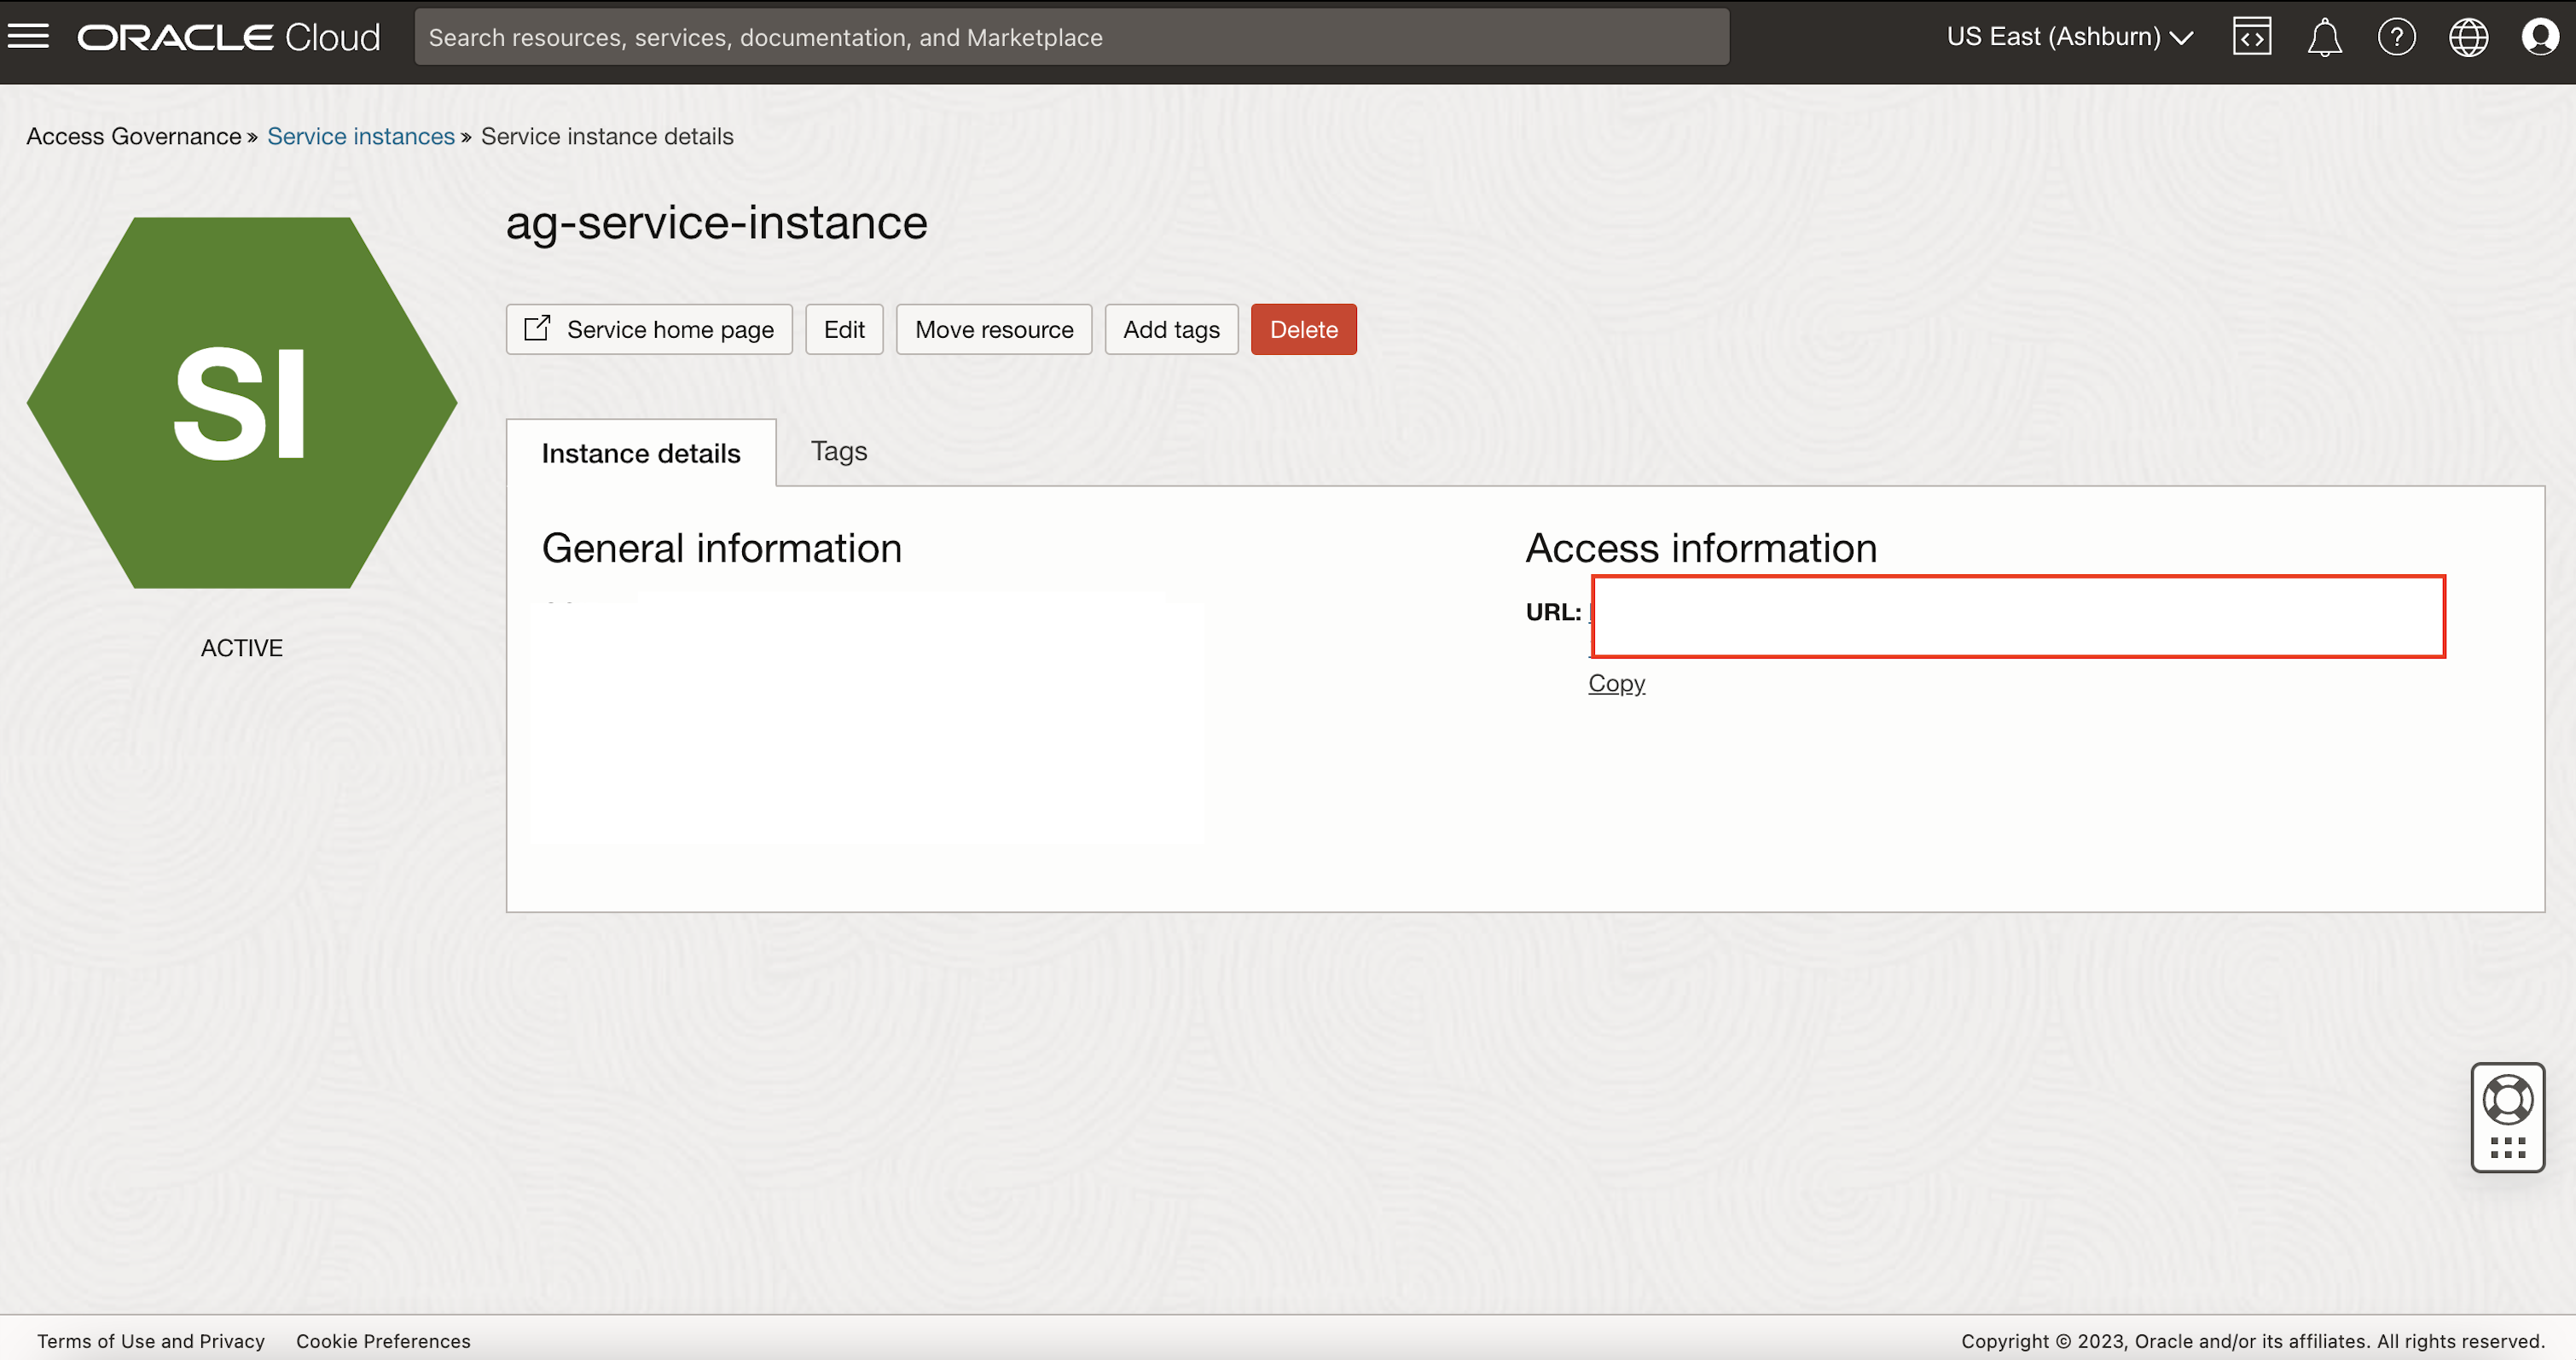 ORACLE Cloud
Search resources, services, documentation, and Marketplace
US East (Ashburn)
Access Governance » Service instances » Service instance details
SI
ACTIVE
ag-service-instance
Service home page
Edit
Move resource
Add tags
Delete
Instance details
Tags
General information
Access information
URL:
Copy
Terms of Use and Privacy
Cookie Preferences
Copyright © 2023, Oracle and/or its affiliates. All rights reserved.